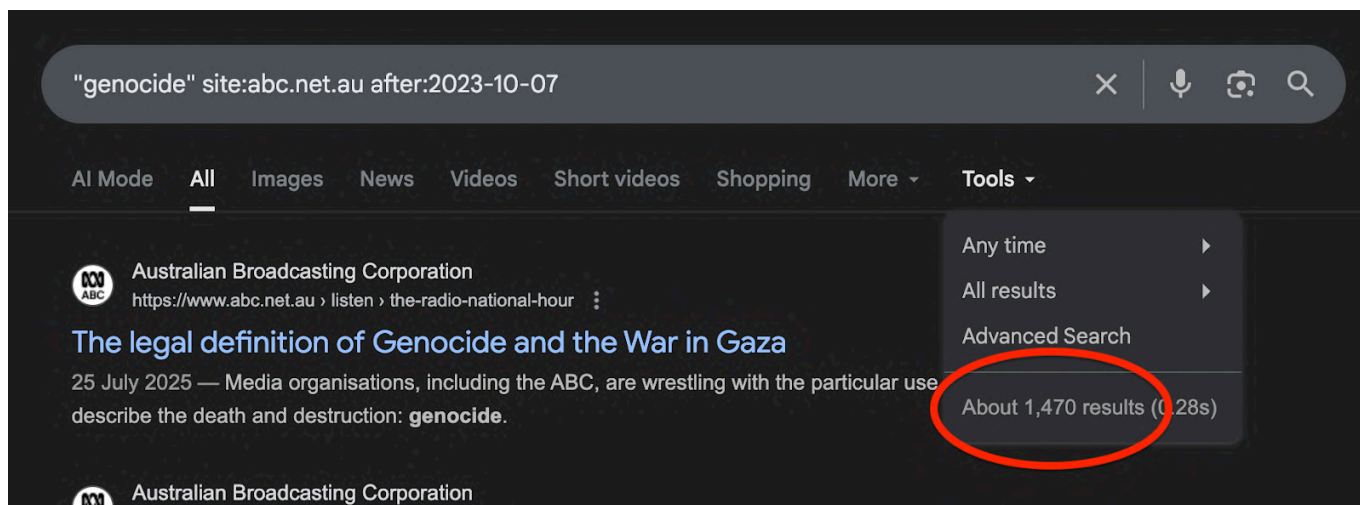 "genocide" site:abc.net.au after:2023-10-07
AI Mode All Images News Videos Short videos Shopping More Tools
Any time
All results
Advanced Search
About 1,470 results (0.28s)
Australian Broadcasting Corporation
https://www.abc.net.au › listen › the-radio-national-hour
ABC
The legal definition of Genocide and the War in Gaza
25 July 2025 — Media organisations, including the ABC, are wrestling with the particular use
describe the death and destruction: genocide.
Australian Broadcasting Corporation